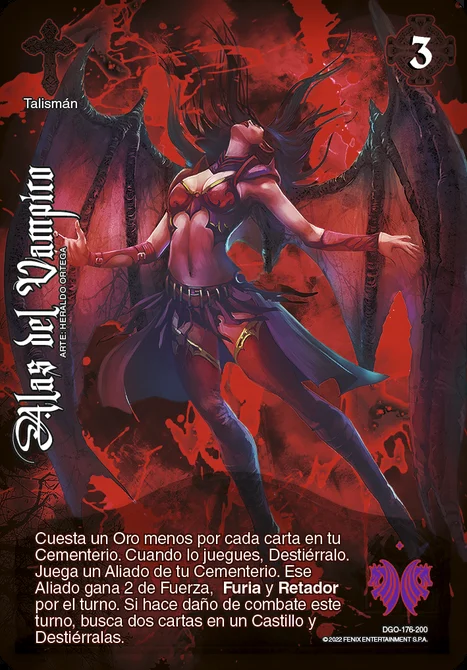 3
Talismán
Alas del Vampiro
ARTE: HERALDO ORTEGA
Cuesta un Oro menos por cada carta en tu
Cementerio. Cuando lo juegues, Destiérralo.
Juega un Aliado de tu Cementerio. Ese
Aliado gana 2 de Fuerza, Furia y Retador
por el turno. Si hace daño de combate este
turno, busca dos cartas en un Castillo y
Destiérralas.
DGO-176-200
©2022 FENIX ENTERTAINMENT S.P.A.